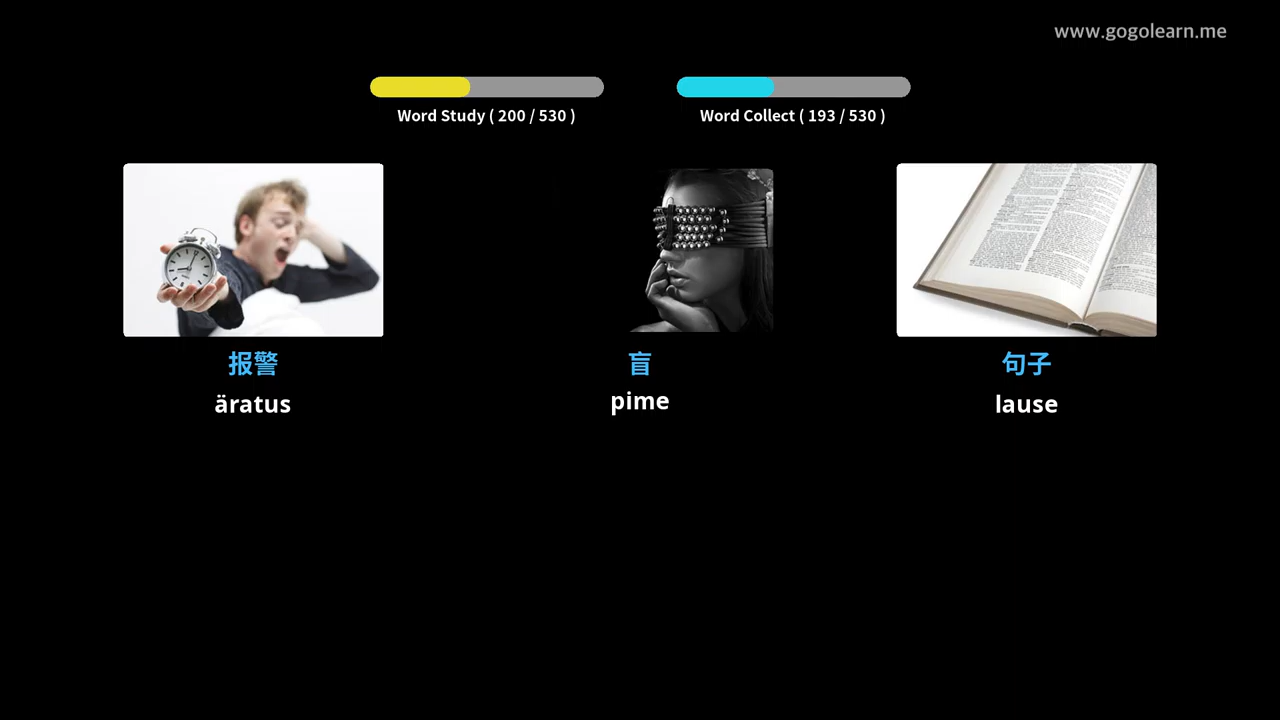 www.gogolearn.me
Word Study ( 200 / 530 )
Word Collect ( 193 / 530 )
报警
盲
句子
äratus
pime
lause